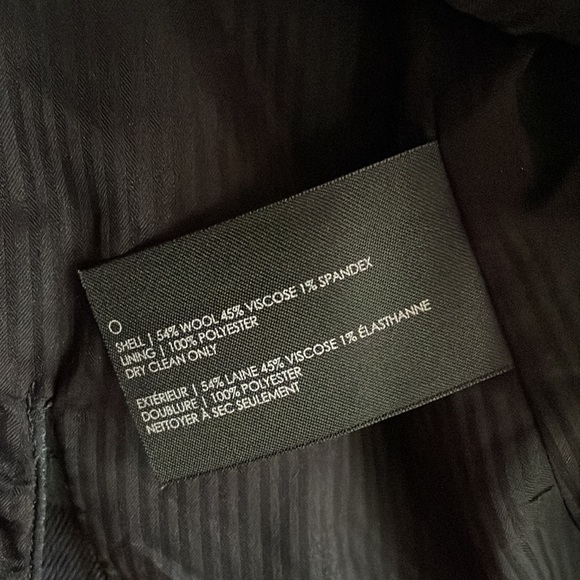 O
SHELL | 54% WOOL 45% VISCOSE 1% SPANDEX
LINING | 100% POLYESTER
DRY CLEAN ONLY
EXTÉRIEUR | 54% LAINE 45% VISCOSE 1% ÉLASTHANNE
DOUBLURE | 100% POLYESTER
NETTOYER À SEC SEULEMENT